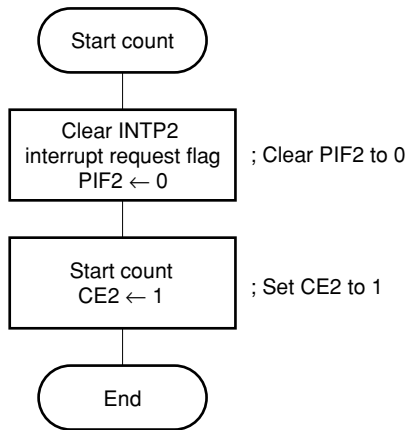 Start count
Clear INTP2
interrupt request flag
PIF2 ← 0
; Clear PIF2 to 0
Start count
CE2 ← 1
; Set CE2 to 1
End